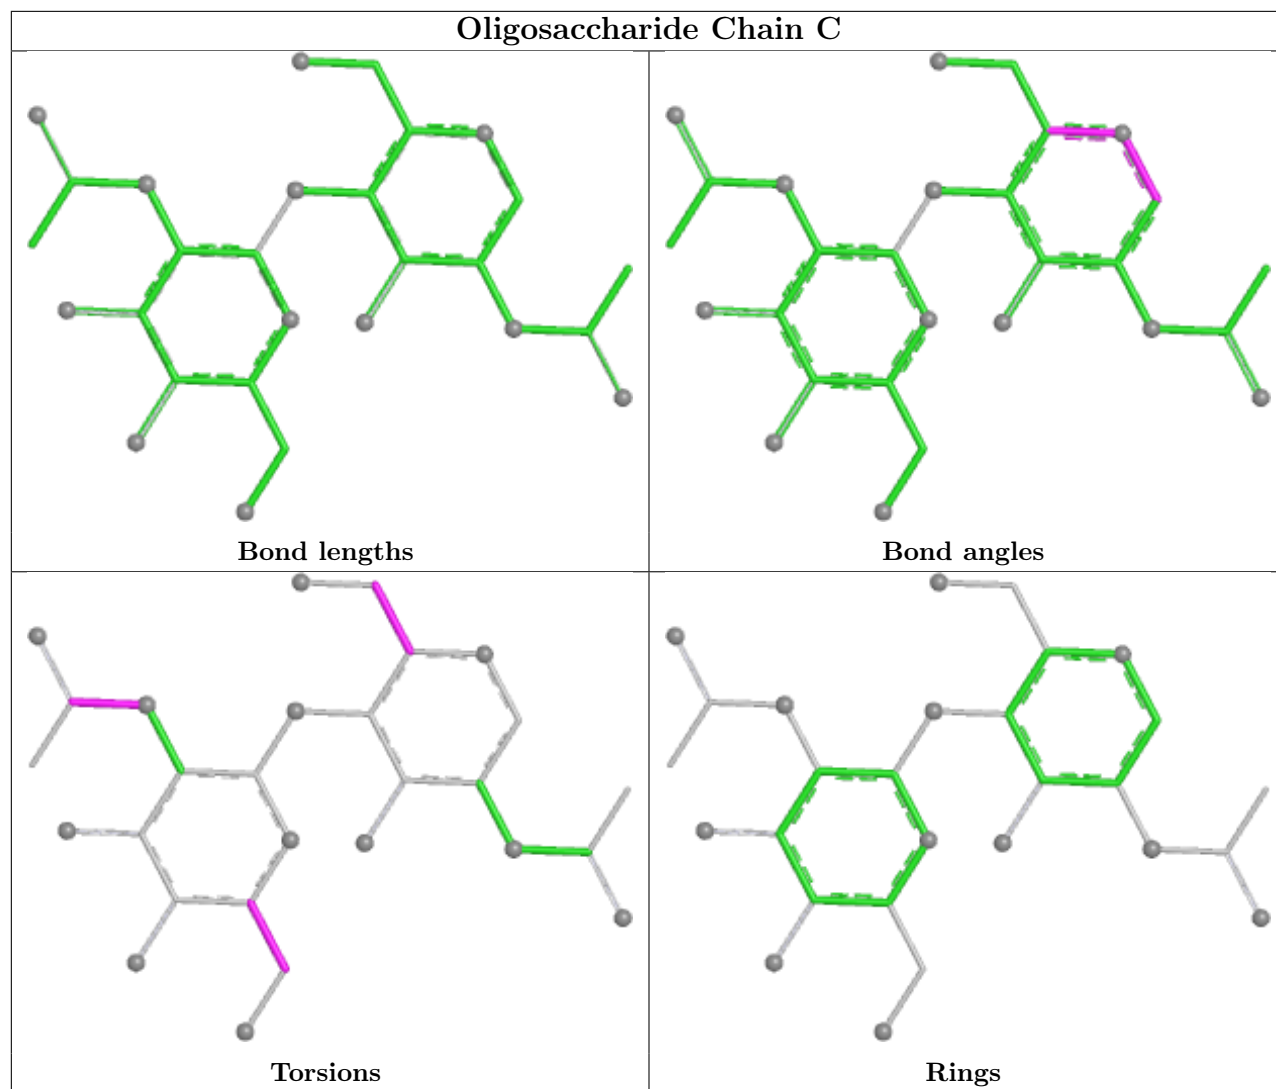 Oligosaccharide Chain C
Bond lengths
Bond angles
Torsions
Rings